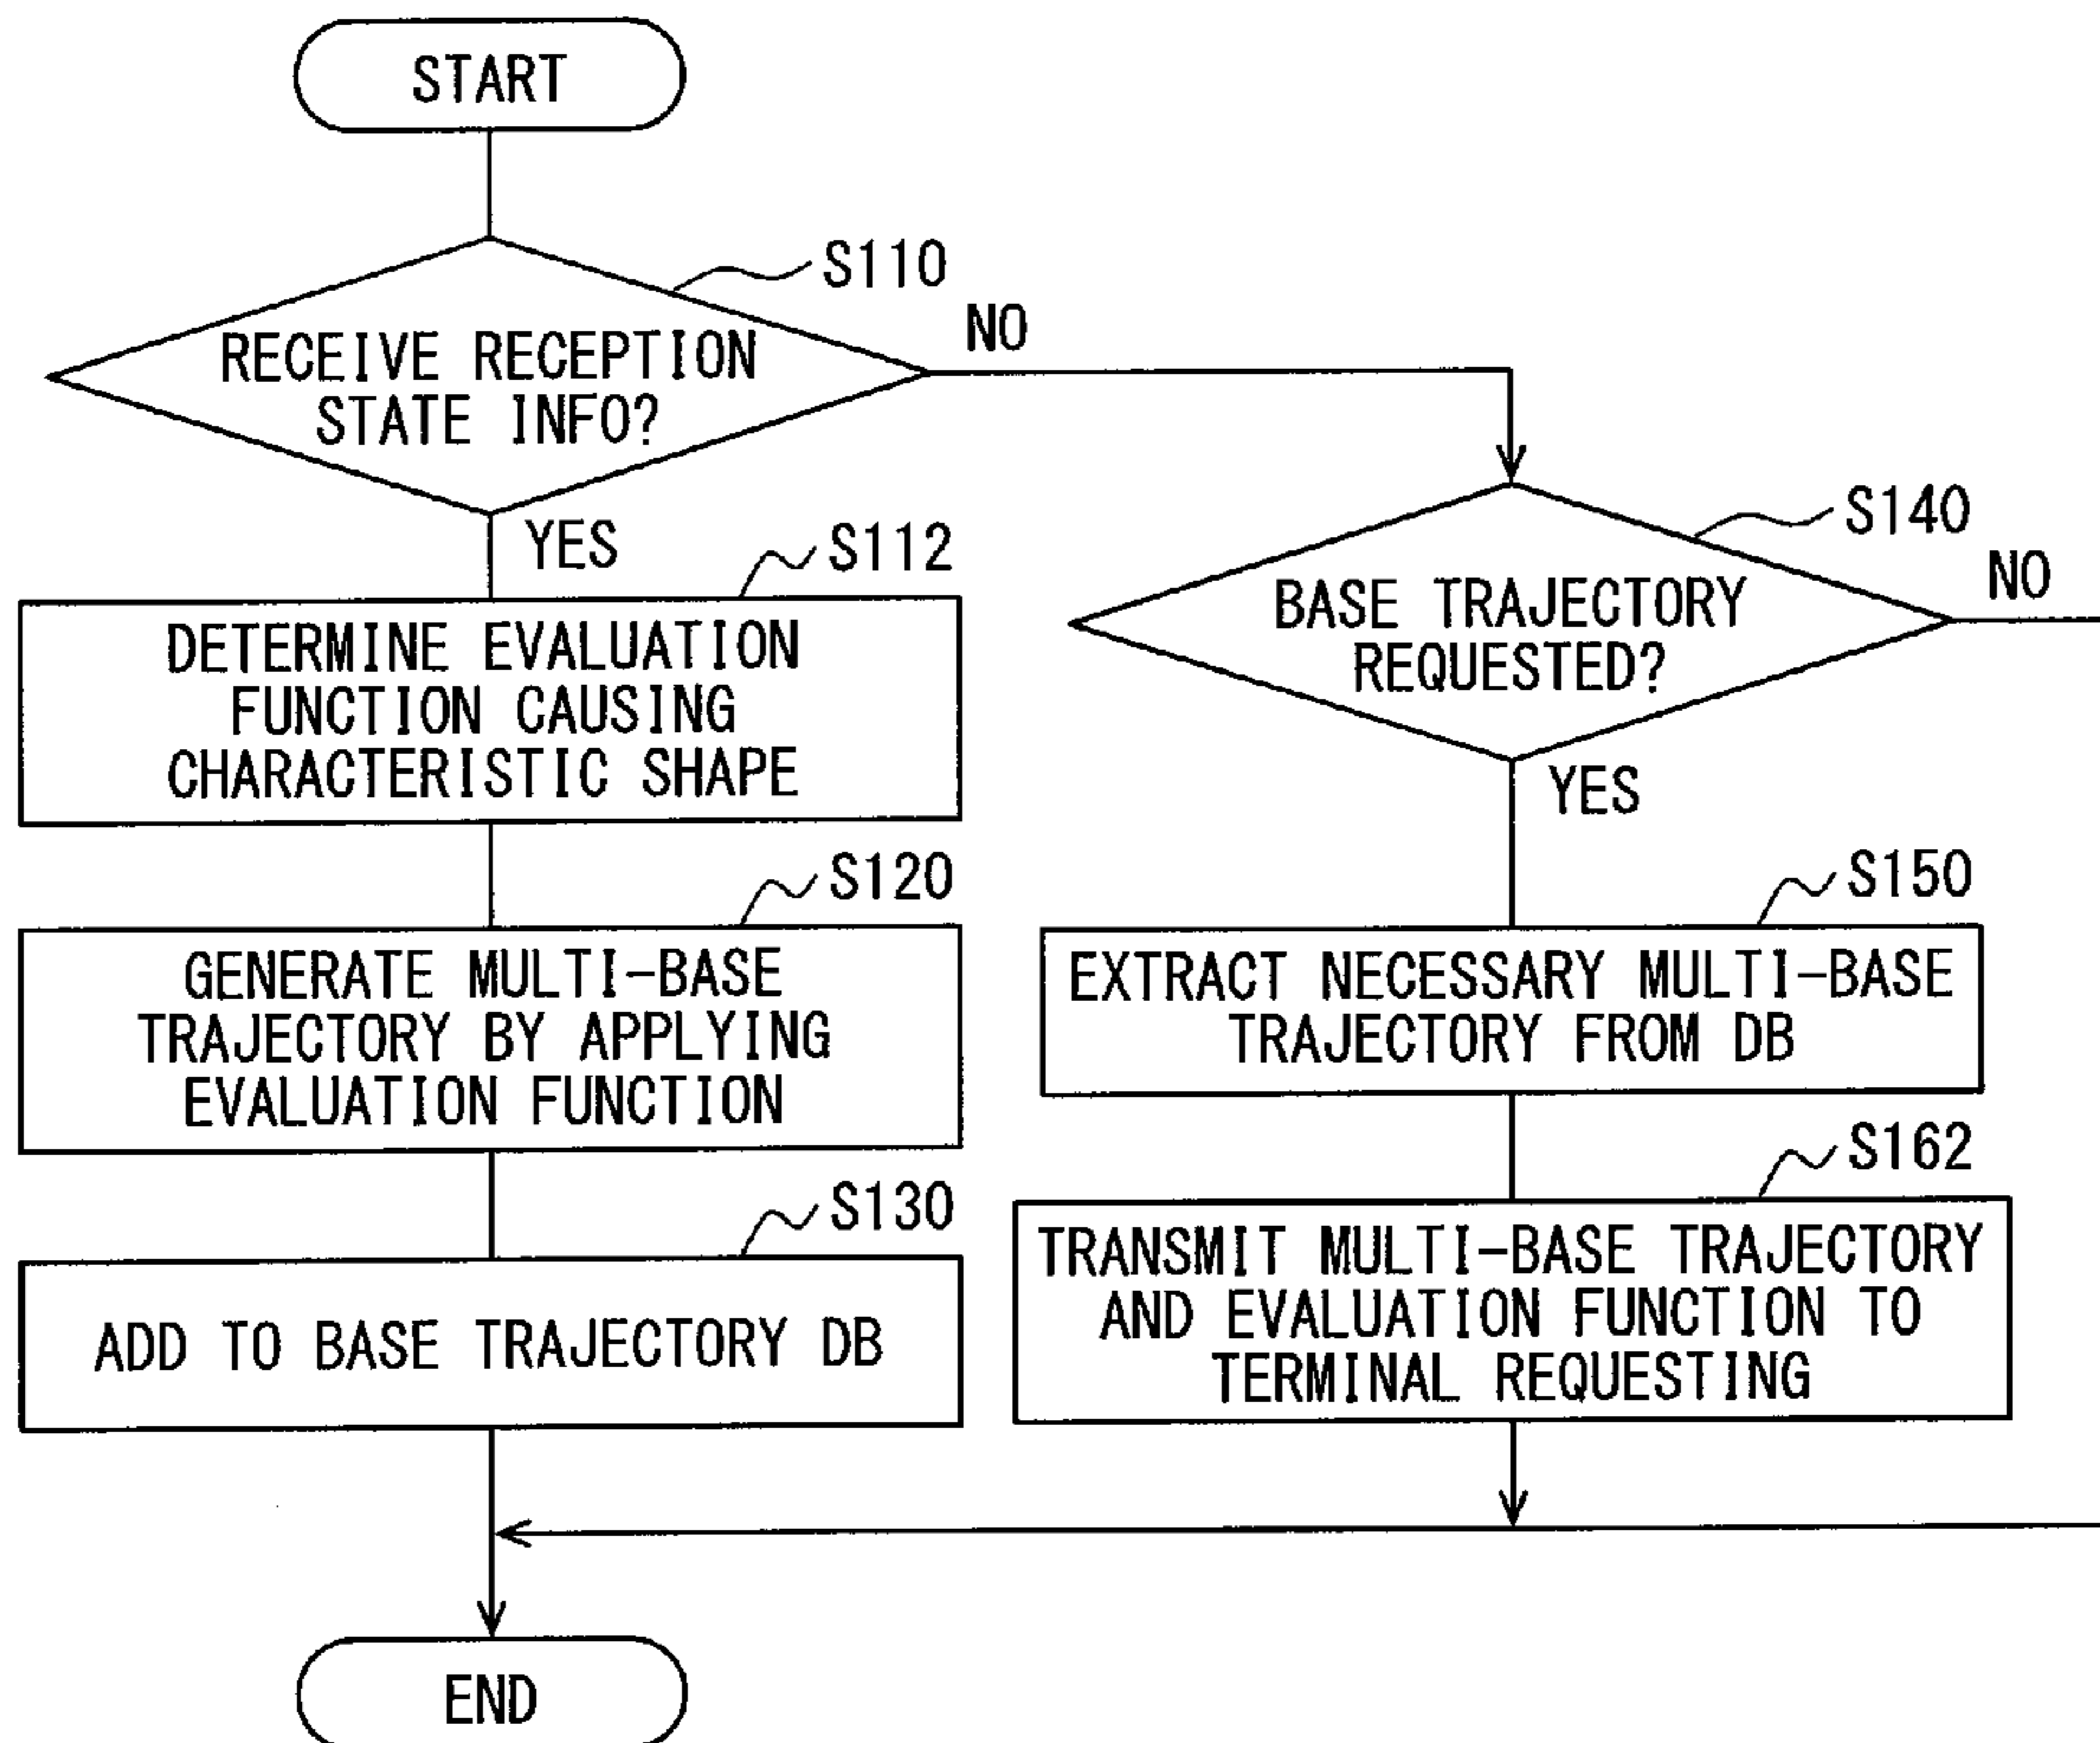 START
S110
RECEIVE RECEPTION
STATE INFO?
NO
YES
S112
DETERMINE EVALUATION
FUNCTION CAUSING
CHARACTERISTIC SHAPE
S120
GENERATE MULTI-BASE
TRAJECTORY BY APPLYING
EVALUATION FUNCTION
S130
ADD TO BASE TRAJECTORY DB
S140
BASE TRAJECTORY
REQUESTED?
NO
YES
S150
EXTRACT NECESSARY MULTI-BASE
TRAJECTORY FROM DB
S162
TRANSMIT MULTI-BASE TRAJECTORY
AND EVALUATION FUNCTION TO
TERMINAL REQUESTING
END